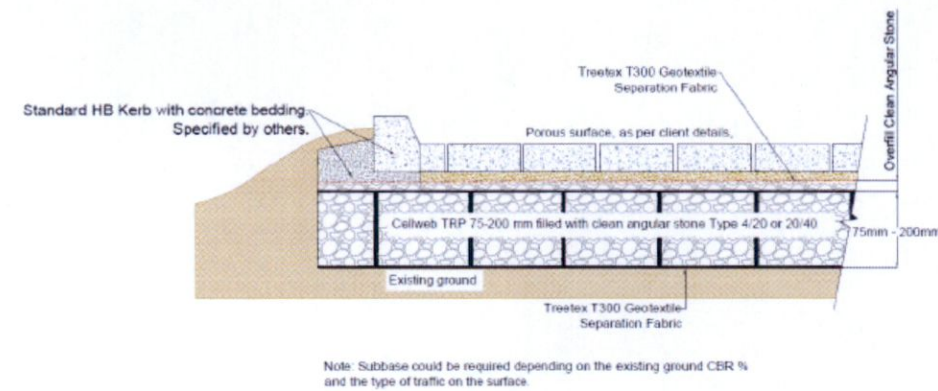 Overfill Clean Angular Stone
Treetex T300 Geotextile
Separation Fabric
Standard HB Kerb with concrete bedding.
Specified by others.
Porous surface, as per client details,
Cellweb TRP 75-200 mm filled with clean angular stone Type 4/20 or 20/40
75mm - 200mm
Existing ground
Treetex T300 Geotextile
Separation Fabric
Note: Subbase could be required depending on the existing ground CBR %
and the type of traffic on the surface.